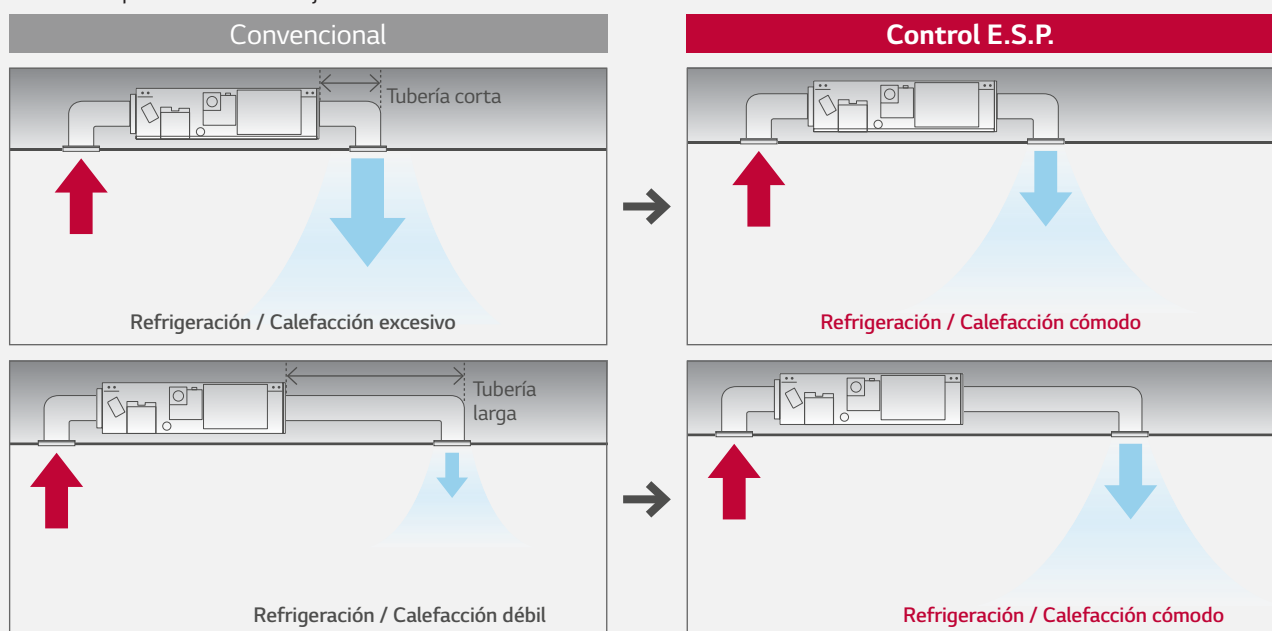 Convencional
Control E.S.P.
Tubería corta
Refrigeración / Calefacción excesivo
Refrigeración / Calefacción cómodo
Tubería
larga
Refrigeración / Calefacción débil
Refrigeración / Calefacción cómodo